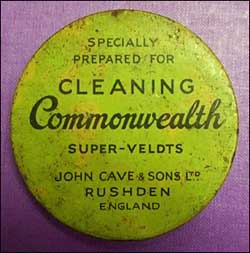 SPECIALLY
PREPARED FOR
CLEANING
Commonwealth
SUPER-VELDTS
JOHN CAVE & SONS LTD
RUSHDEN
ENGLAND